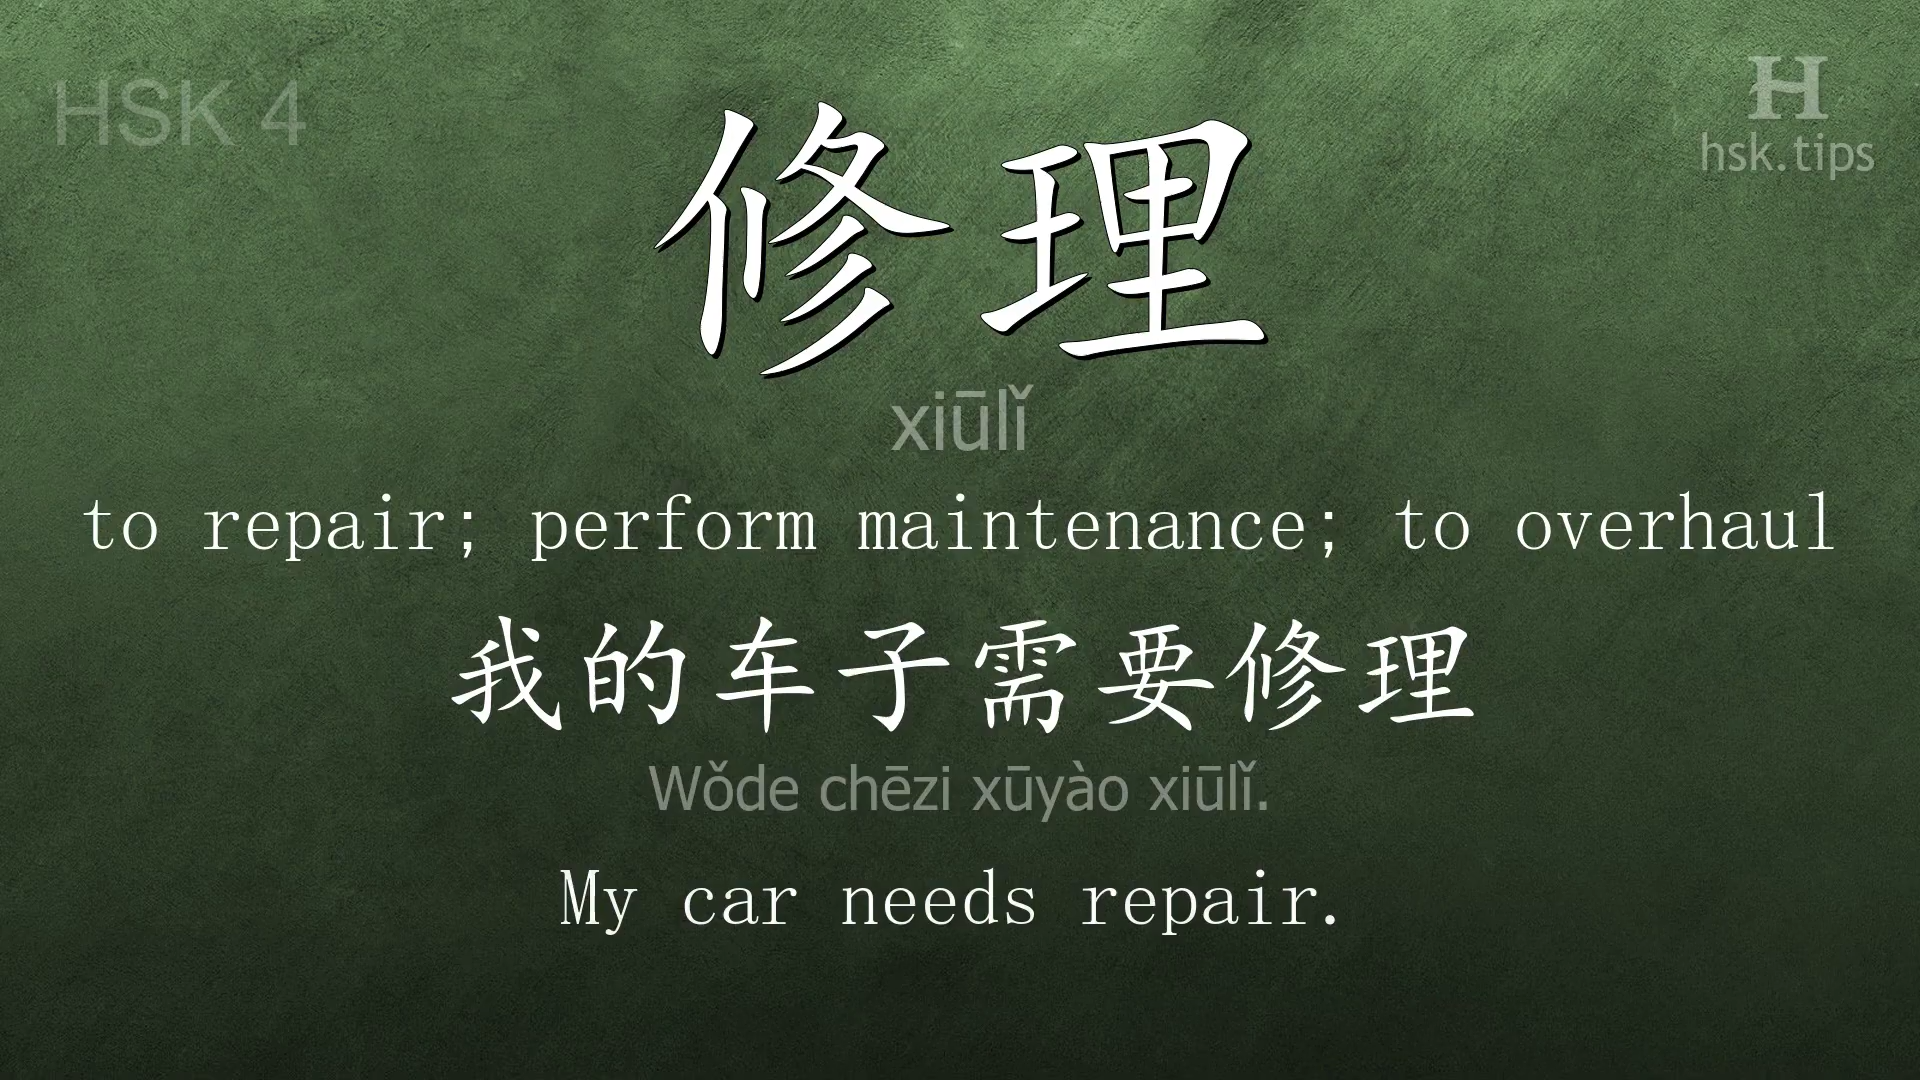 HSK 4
H
hsk.tips
修理
xiūlǐ
to repair; perform maintenance; to overhaul
我的车子需要修理
Wǒde chēzi xūyào xiūlǐ.
My car needs repair.